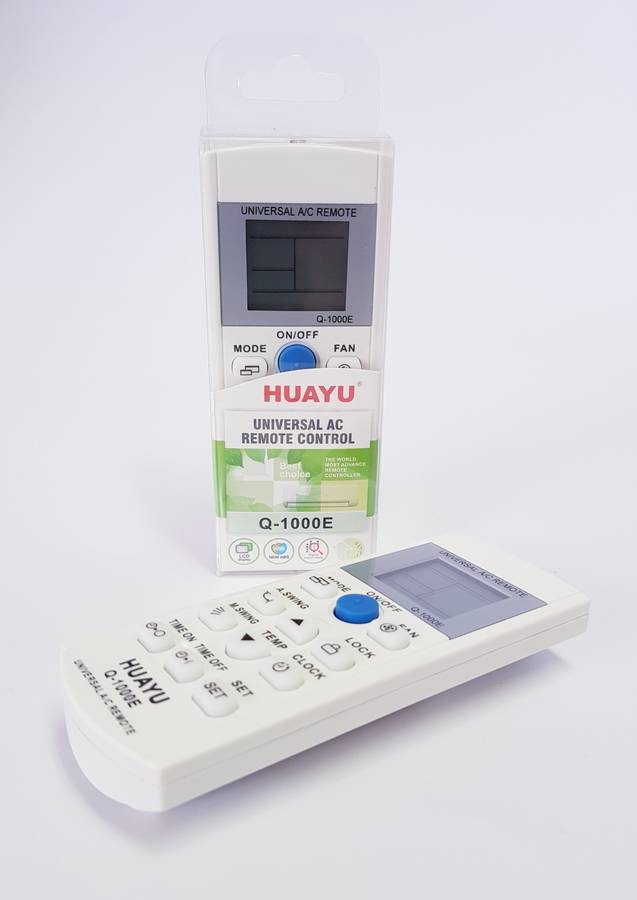 UNIVERSAL A/C REMOTE
Q-1000E
ON/OFF
MODE
FAN
HUAYU®
UNIVERSAL AC
REMOTE CONTROL
Best
choice
THE WORLD
MOST ADVANCE
REMOTE
CONTROLLER
Q-1000E
LCD
UNIVERSAL A/C REMOTE
Q-1000E
MODE
ON/OFF
FAN
A.SWING
LOCK
M.SWING
TEMP
CLOCK
TIME ON
TIME OFF
SET
SET
HUAYU
Q-1000E
UNIVERSAL A/C REMOTE